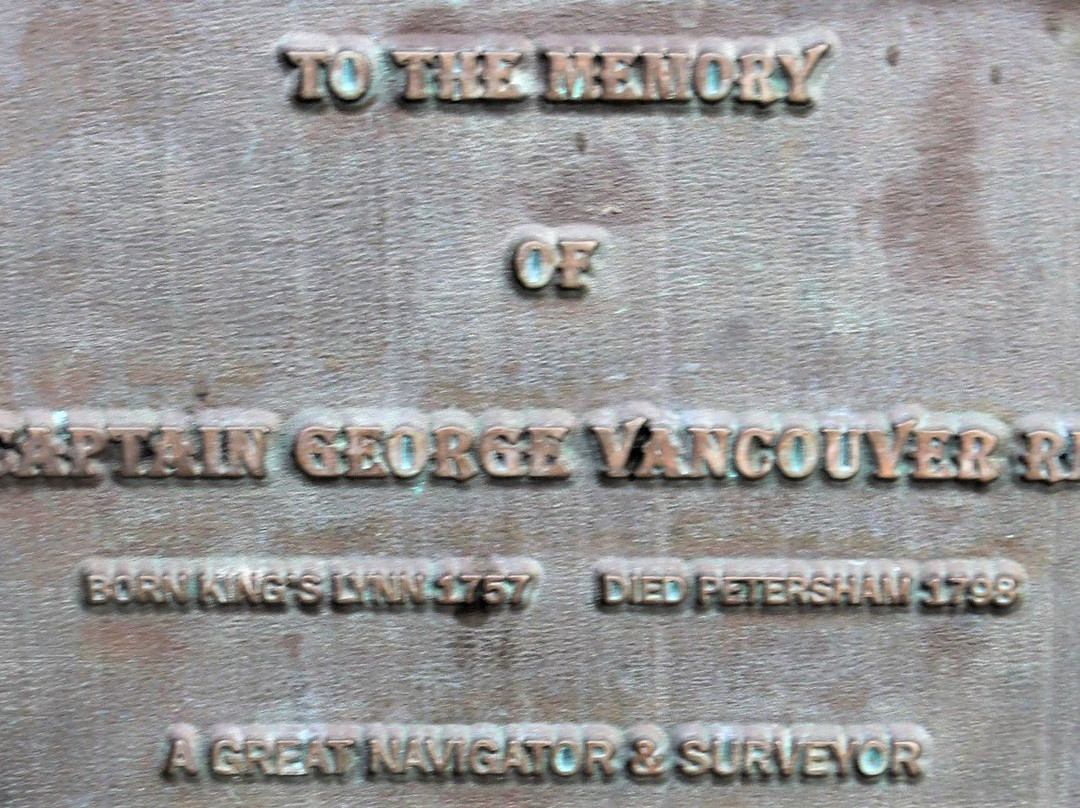 TO THE MEMORY
OF
CAPTAIN GEORGE VANCOUVER
BORN KING'S LYNN 1757 DIED PETERSHAM 1798
A GREAT NAVIGATOR & SURVEYOR